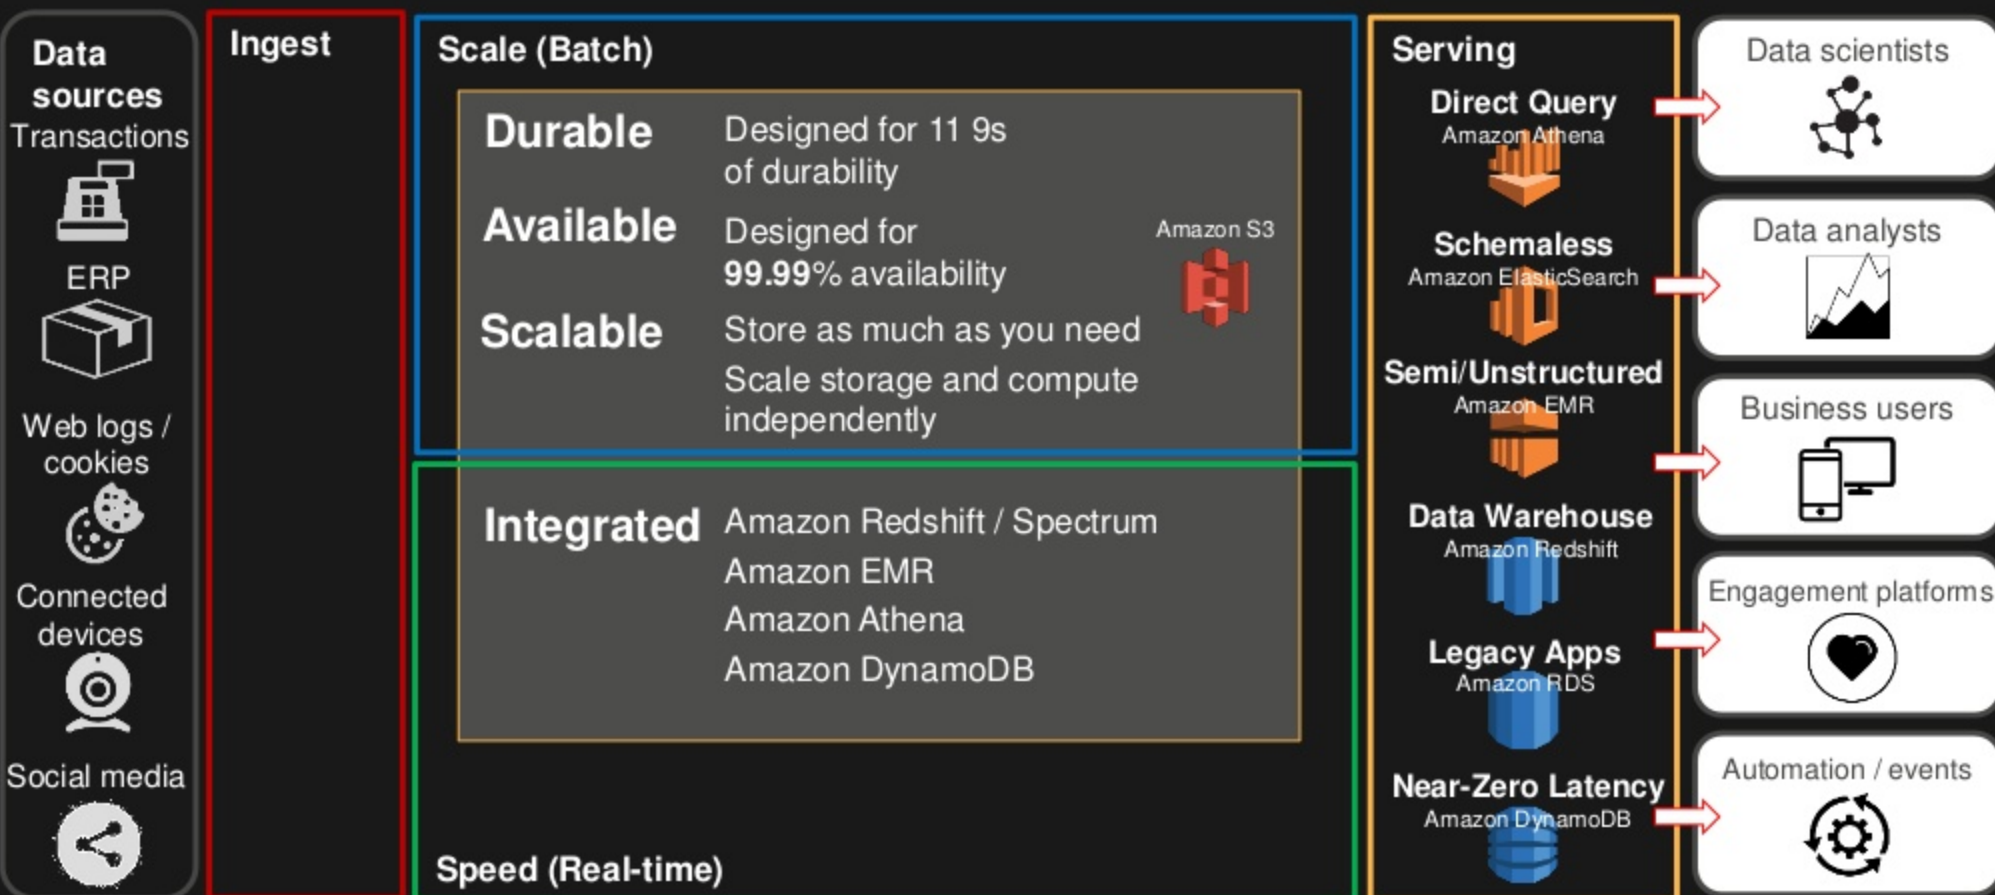 Data
sources
Transactions
ERP
Web logs /
cookies
Connected
devices
Social media
Ingest
Scale (Batch)
Durable
Designed for 11 9s
of durability
Available
Designed for
99.99% availability
Scalable
Store as much as you need
Scale storage and compute
independently
Amazon S3
Integrated
Amazon Redshift / Spectrum
Amazon EMR
Amazon Athena
Amazon DynamoDB
Speed (Real-time)
Serving
Direct Query
Amazon Athena
Schemaless
Amazon ElasticSearch
Semi/Unstructured
Amazon EMR
Data Warehouse
Amazon Redshift
Legacy Apps
Amazon RDS
Near-Zero Latency
Amazon DynamoDB
Data scientists
Data analysts
Business users
Engagement platforms
Automation / events